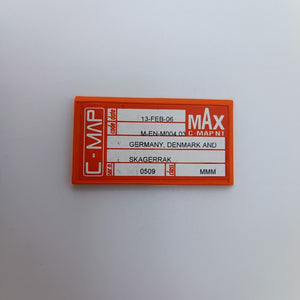 C-MAP
13-FEB-06
M-EN-M004.03
MAX
C-MAP NT
GERMANY, DENMARK AND
SKAGERRAK
0509
MMM